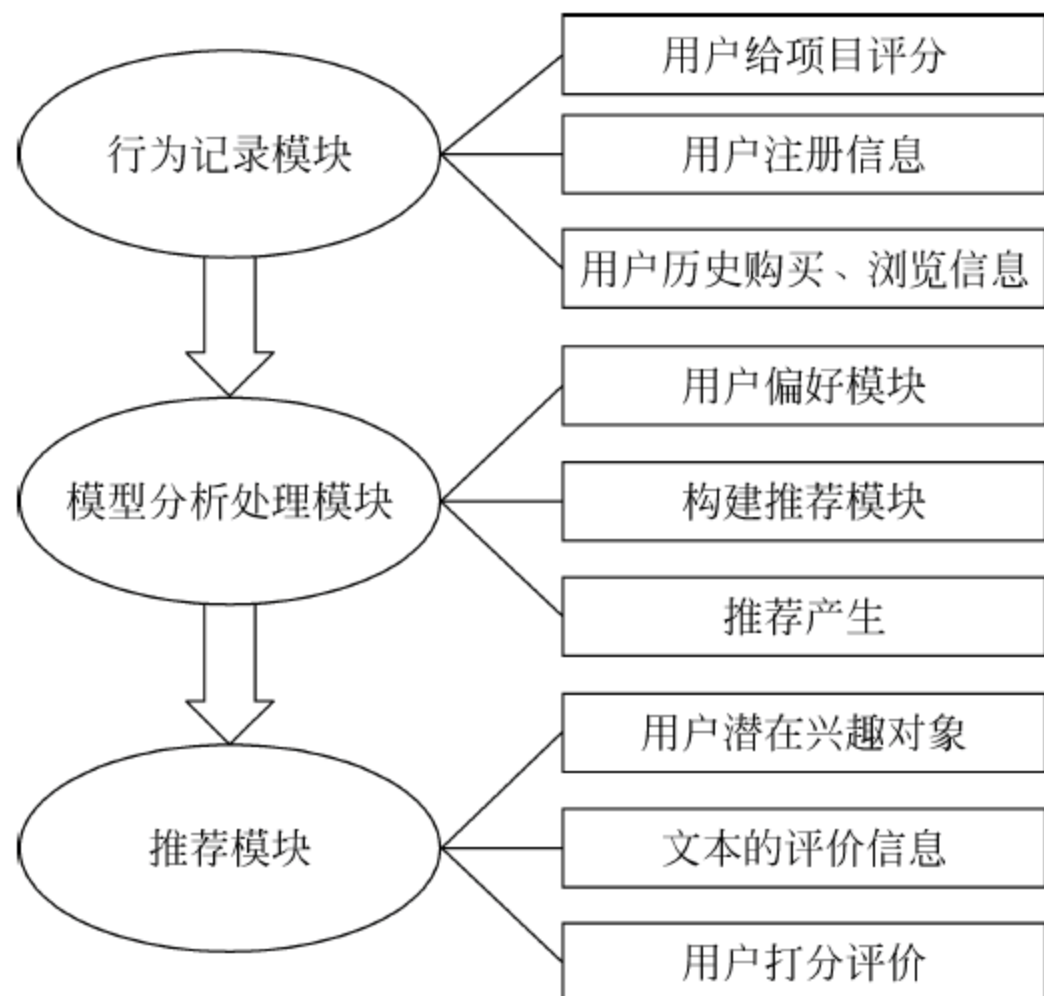 用户给项目评分
行为记录模块
用户注册信息
用户历史购买、浏览信息
用户偏好模块
模型分析处理模块
构建推荐模块
推荐产生
用户潜在兴趣对象
推荐模块
文本的评价信息
用户打分评价